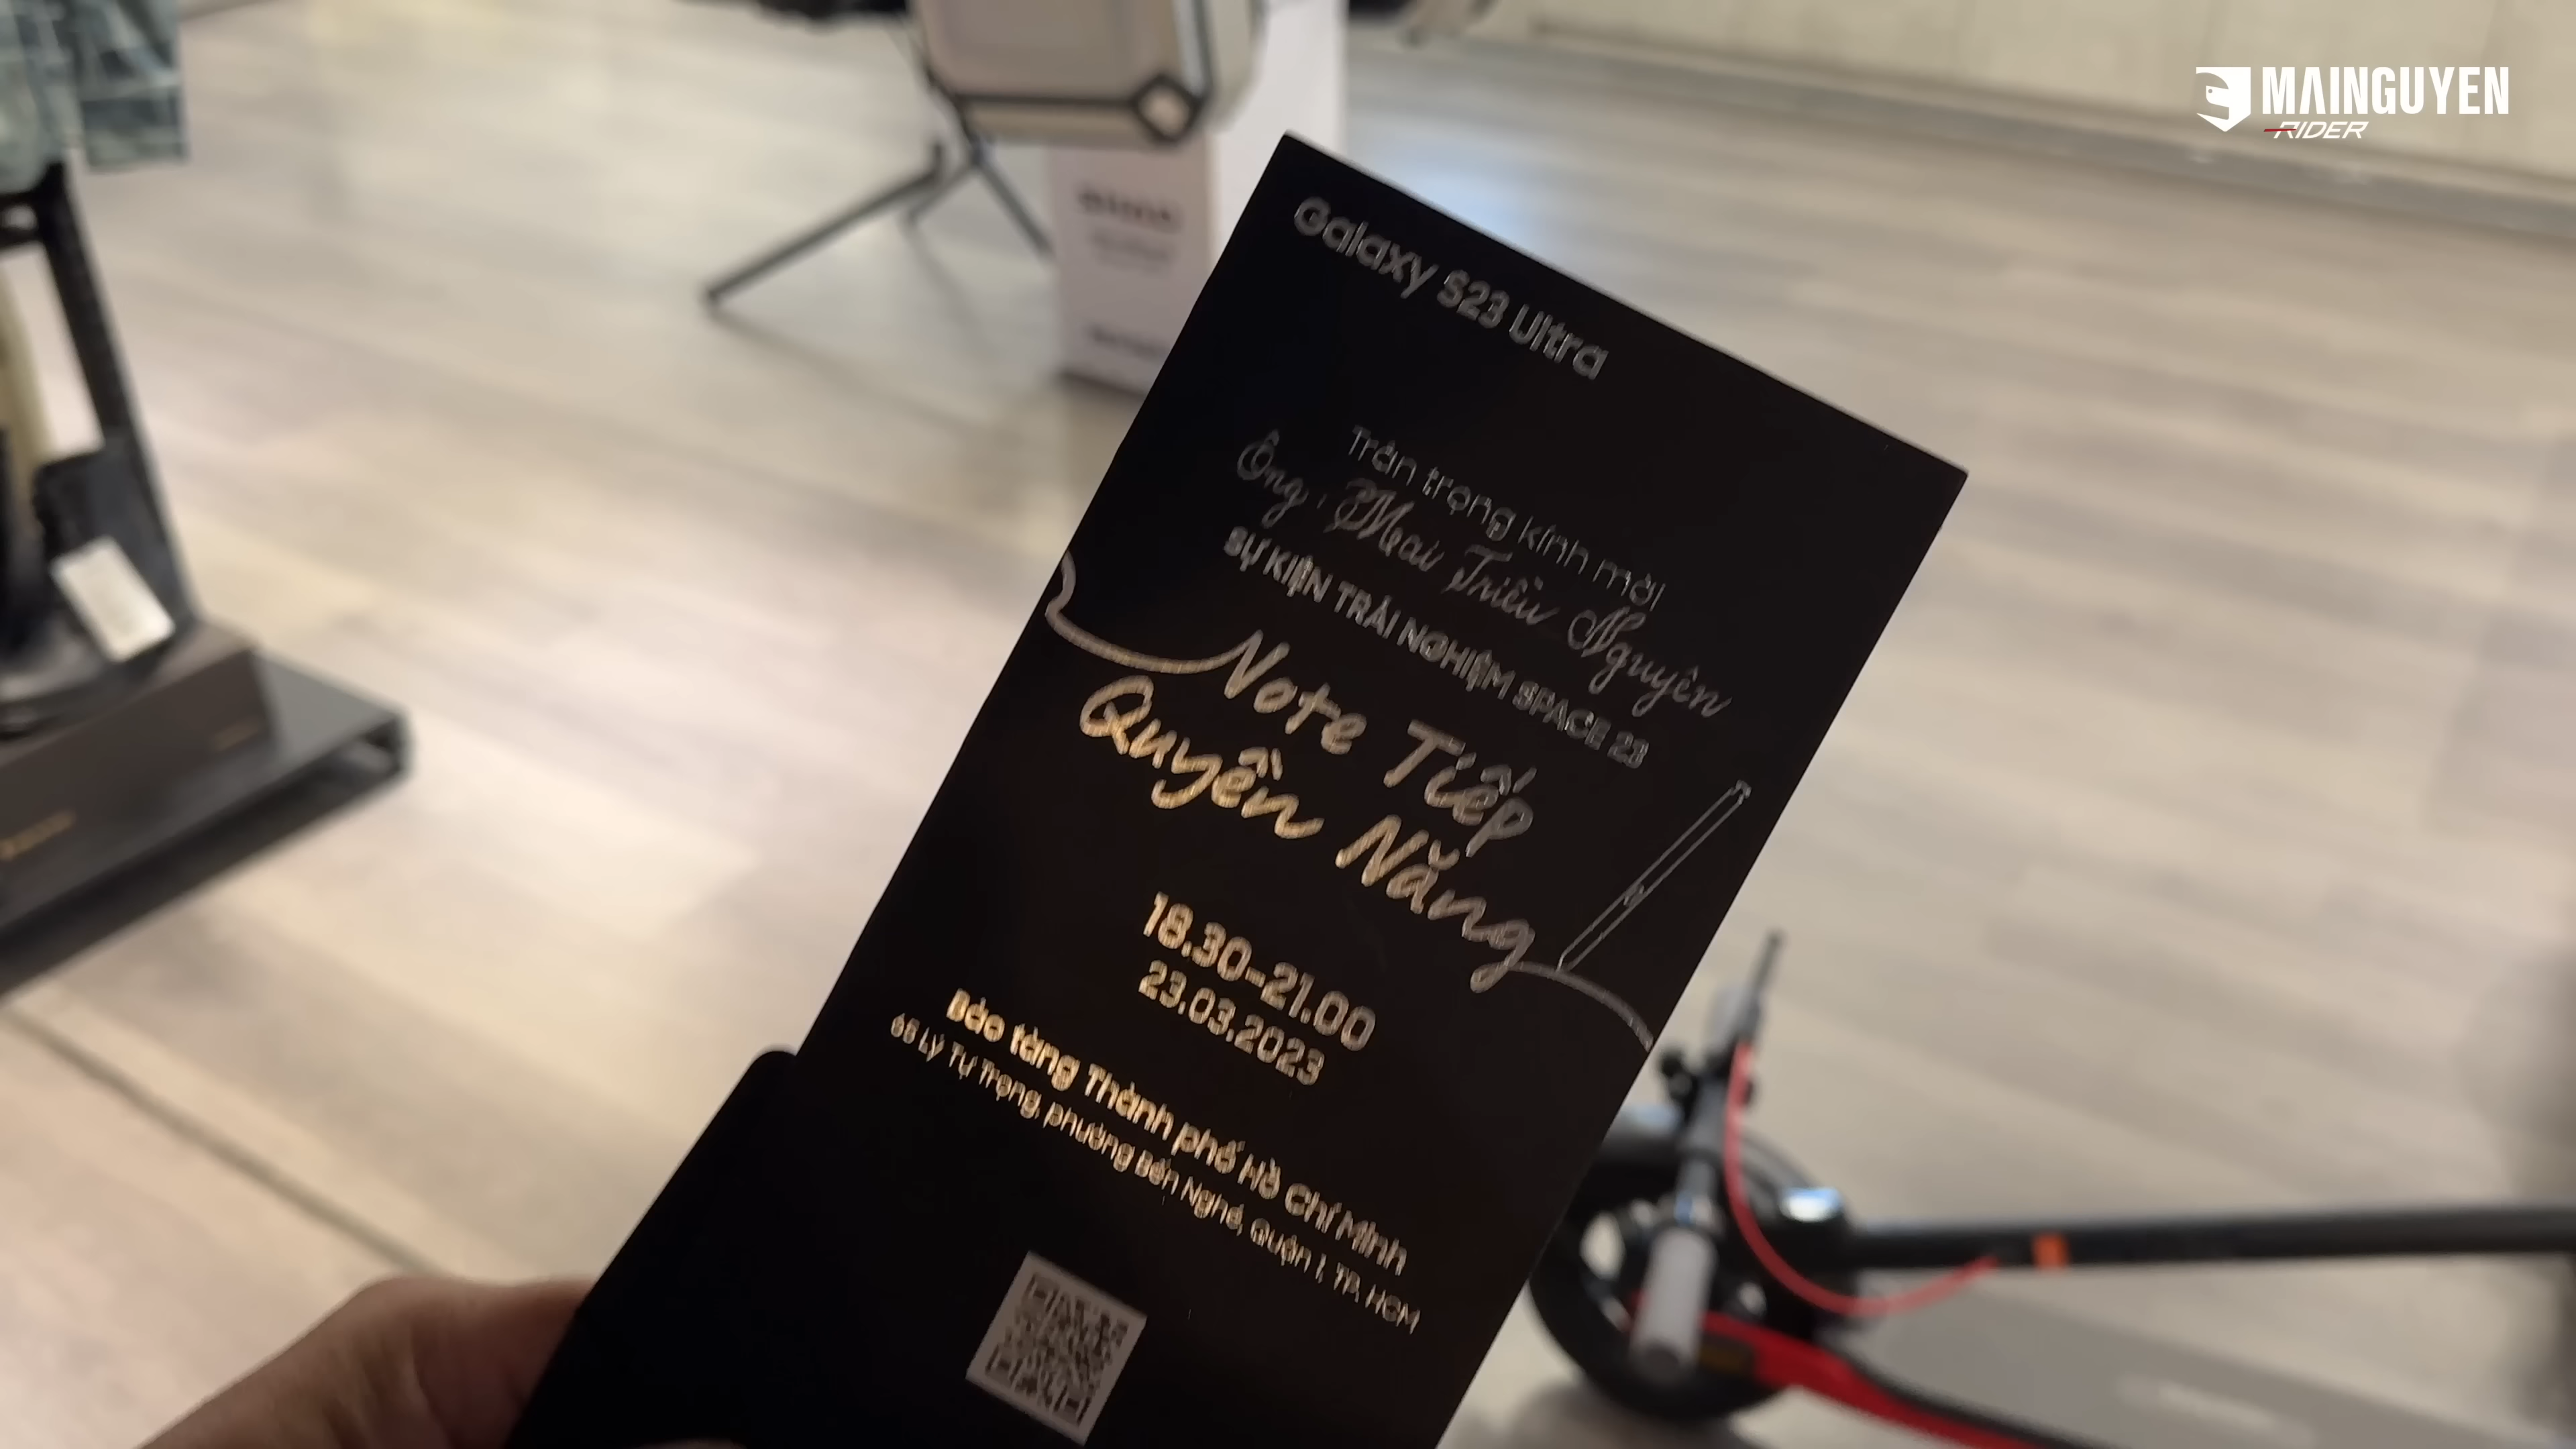 MAINGUYEN
RIDER
Galaxy S23 Ultra
Trân trọng kính mời
Ông : Mai Triều Nguyên
SỰ KIỆN TRẢI NGHIỆM SPACE 23
Note Tiếp
Quyền Năng
18.30-21.00
23.03.2023
Bảo tàng Thành phố Hồ Chí Minh
65 Lý Tự Trọng, phường Bến Nghé, quận 1, TP. HCM